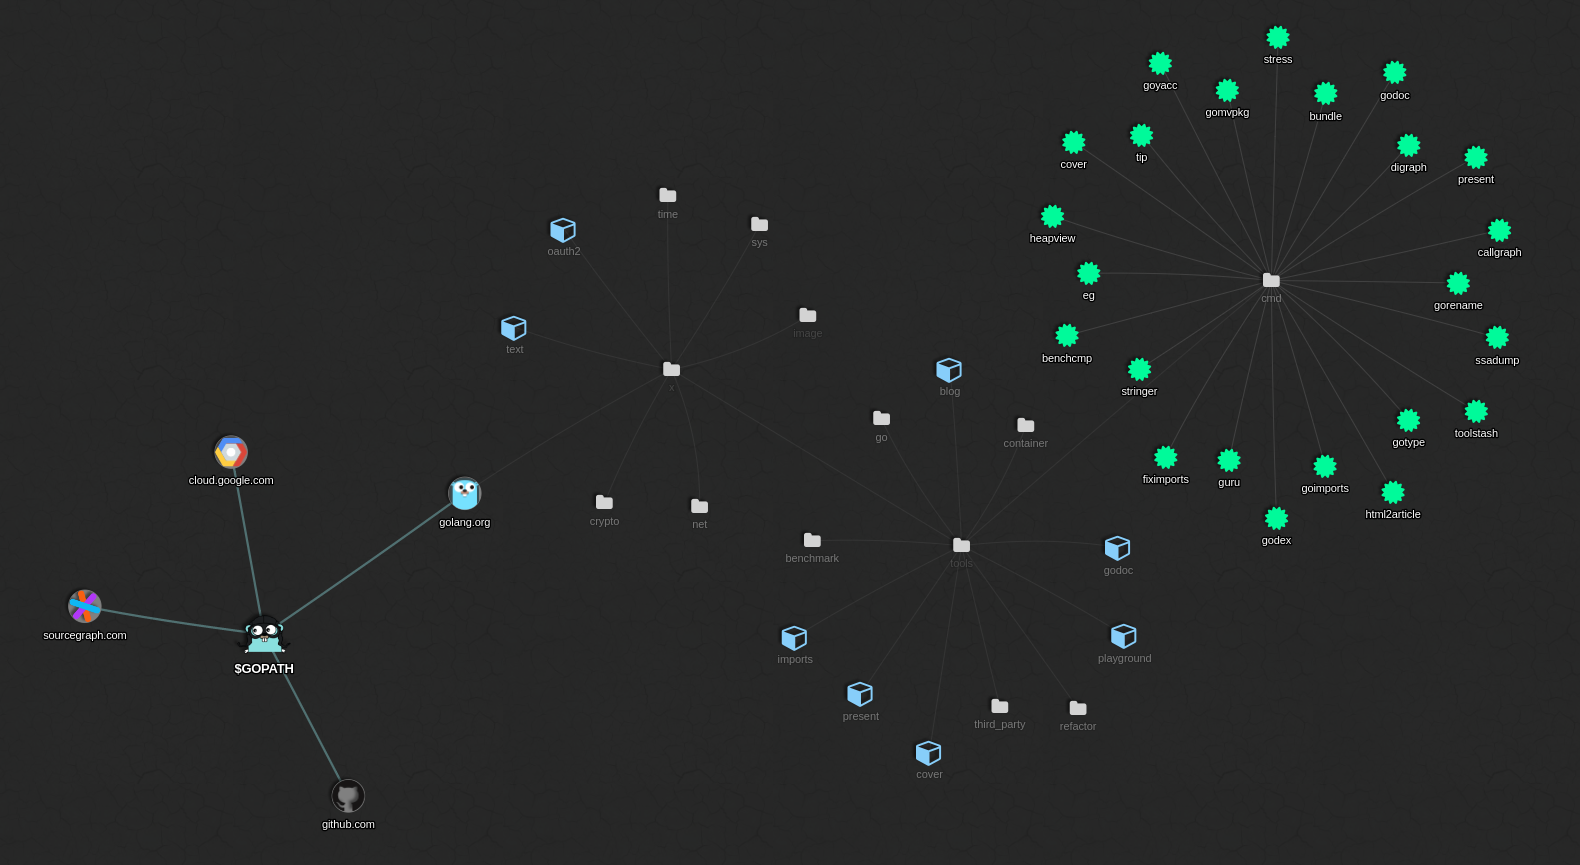 stress
goyacc
godoc
gomvpkg
bundle
cover
tip
digraph
present
time
heapview
sys
oauth2
callgraph
eg
cmd
gorename
image
text
benchcmp
ssadump
x
blog
stringer
go
container
toolstash
gotype
cloud.google.com
fiximports
guru
goimports
golang.org
crypto
net
html2article
godex
benchmark
tools
godoc
sourcegraph.com
imports
playground
$GOPATH
present
third_party
refactor
cover
github.com